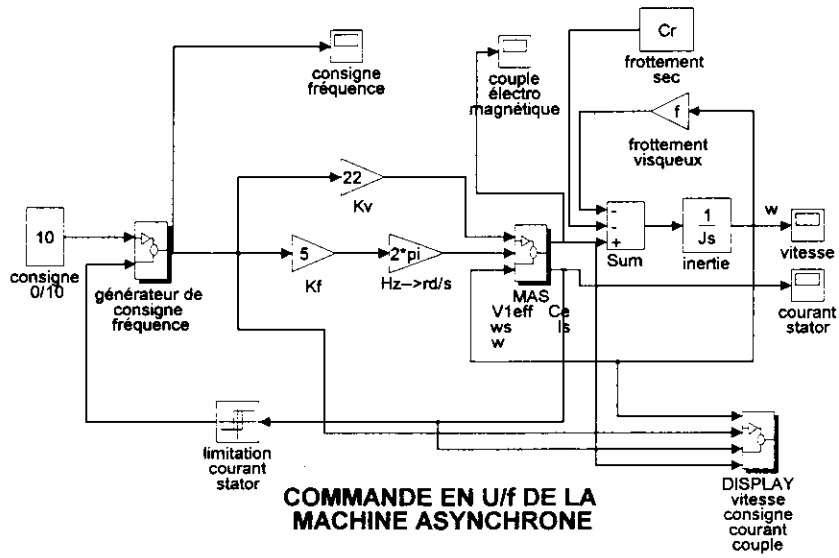 Cr
frottement
sec
consigne
fréquence
couple
électro
magnétique
f
frottement
visqueux
22
Kv
10
consigne
0/10
générateur de
consigne
fréquence
5
Kf
2*pi
Hz-->rd/s
MAS
V1eff Ce
ws Is
w
-
-
+
Sum
1
Js
inertie
w
vitesse
courant
stator
limitation
courant
stator
DISPLAY
vitesse
consigne
courant
couple
COMMANDE EN U/f DE LA
MACHINE ASYNCHRONE